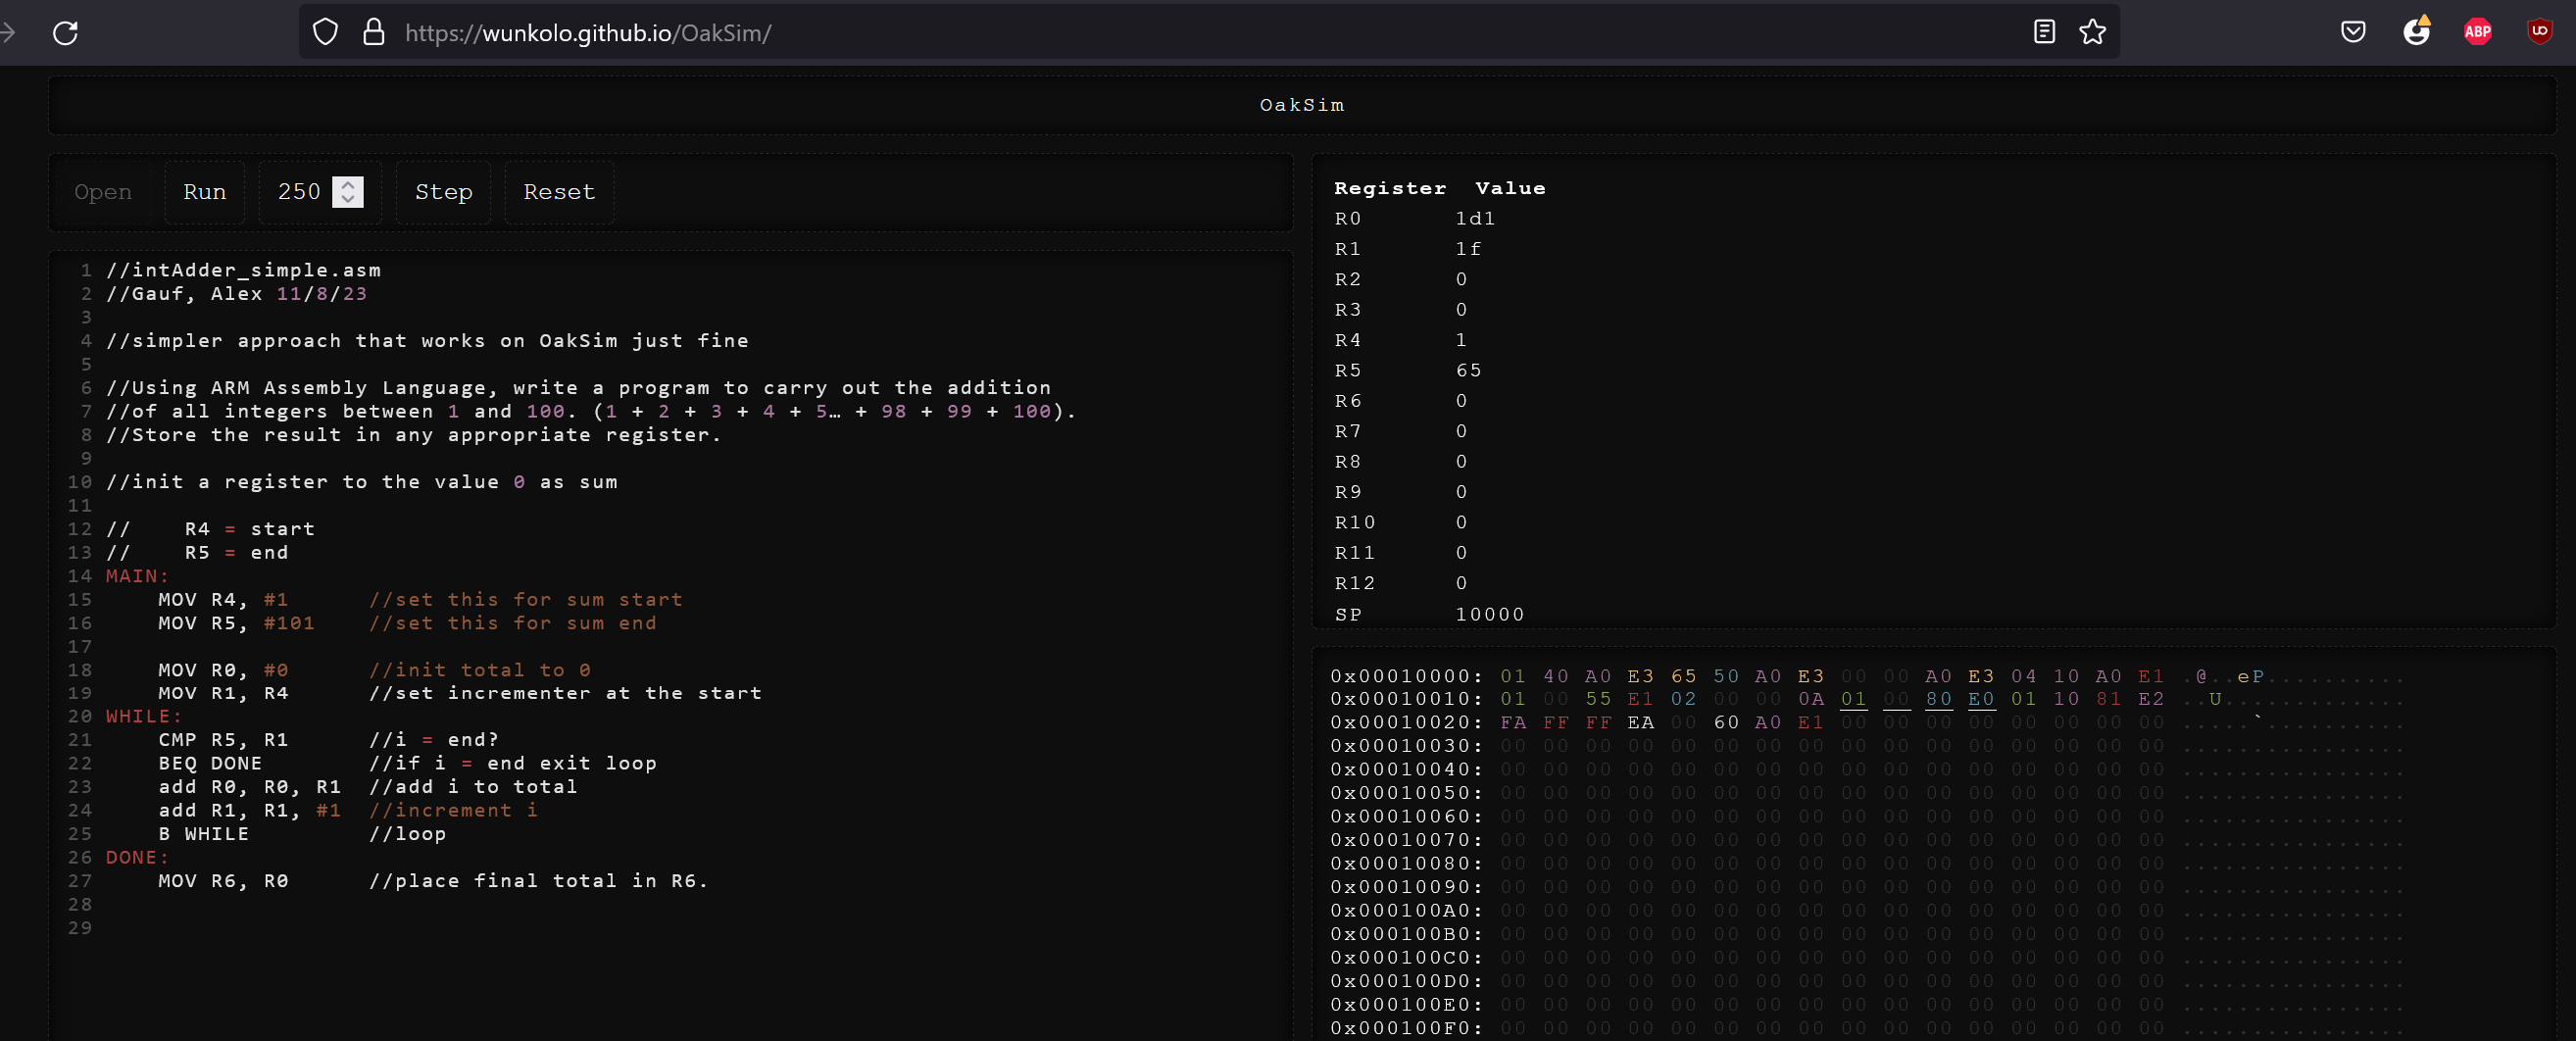 https://wunkolo.github.io/OakSim/
ABP
OakSim
Open Run 250 Step Reset
1 //intAdder_simple.asm
2 //Gauf, Alex 11/8/23
3
4 //simpler approach that works on OakSim just fine
5
6 //Using ARM Assembly Language, write a program to carry out the addition
7 //of all integers between 1 and 100. (1 + 2 + 3 + 4 + 5… + 98 + 99 + 100).
8 //Store the result in any appropriate register.
9
10 //init a register to the value 0 as sum
11
12 //    R4 = start
13 //    R5 = end
14 MAIN:
15     MOV R4, #1      //set this for sum start
16     MOV R5, #101    //set this for sum end
17
18     MOV R0, #0      //init total to 0
19     MOV R1, R4      //set incrementer at the start
20 WHILE:
21     CMP R5, R1      //i = end?
22     BEQ DONE        //if i = end exit loop
23     add R0, R0, R1  //add i to total
24     add R1, R1, #1  //increment i
25     B WHILE         //loop
26 DONE:
27     MOV R6, R0      //place final total in R6.
28
29
Register Value
R0 1d1
R1 1f
R2 0
R3 0
R4 1
R5 65
R6 0
R7 0
R8 0
R9 0
R10 0
R11 0
R12 0
SP 10000
0x00010000: 01 40 A0 E3 65 50 A0 E3 00 00 A0 E3 04 10 A0 E1 .@..eP..........
0x00010010: 01 00 55 E1 02 00 00 0A 01 00 80 E0 01 10 81 E2 ..U.............
0x00010020: FA FF FF EA 00 60 A0 E1 00 00 00 00 00 00 00 00 .....`..........
0x00010030: 00 00 00 00 00 00 00 00 00 00 00 00 00 00 00 00 ................
0x00010040: 00 00 00 00 00 00 00 00 00 00 00 00 00 00 00 00 ................
0x00010050: 00 00 00 00 00 00 00 00 00 00 00 00 00 00 00 00 ................
0x00010060: 00 00 00 00 00 00 00 00 00 00 00 00 00 00 00 00 ................
0x00010070: 00 00 00 00 00 00 00 00 00 00 00 00 00 00 00 00 ................
0x00010080: 00 00 00 00 00 00 00 00 00 00 00 00 00 00 00 00 ................
0x00010090: 00 00 00 00 00 00 00 00 00 00 00 00 00 00 00 00 ................
0x000100A0: 00 00 00 00 00 00 00 00 00 00 00 00 00 00 00 00 ................
0x000100B0: 00 00 00 00 00 00 00 00 00 00 00 00 00 00 00 00 ................
0x000100C0: 00 00 00 00 00 00 00 00 00 00 00 00 00 00 00 00 ................
0x000100D0: 00 00 00 00 00 00 00 00 00 00 00 00 00 00 00 00 ................
0x000100E0: 00 00 00 00 00 00 00 00 00 00 00 00 00 00 00 00 ................
0x000100F0: 00 00 00 00 00 00 00 00 00 00 00 00 00 00 00 00 ................